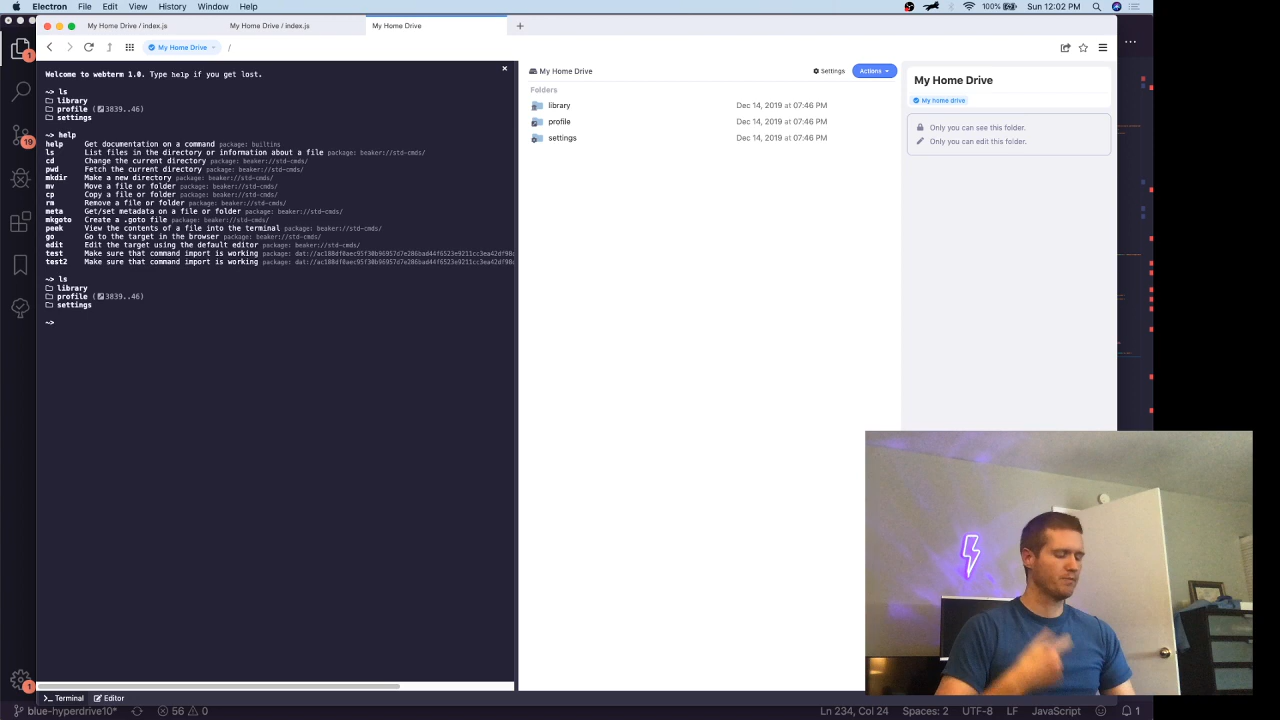 Electron File Edit View History Window Help
100% Sun 12:02 PM
My Home Drive / index.js My Home Drive / index.js My Home Drive +
My Home Drive /
Welcome to webterm 1.0. Type help if you get lost.
~> ls
library
profile (3839..46)
settings
~> help
help Get documentation on a command package: builtins
ls List files in the directory or information about a file package: beaker://std-cmds/
cd Change the current directory package: beaker://std-cmds/
pwd Fetch the current directory package: beaker://std-cmds/
mkdir Make a new directory package: beaker://std-cmds/
mv Move a file or folder package: beaker://std-cmds/
cp Copy a file or folder package: beaker://std-cmds/
rm Remove a file or folder package: beaker://std-cmds/
meta Get/set metadata on a file or folder package: beaker://std-cmds/
mkgoto Create a .goto file package: beaker://std-cmds/
peek View the contents of a file into the terminal package: beaker://std-cmds/
go Go to the target in the browser package: beaker://std-cmds/
edit Edit the target using the default editor package: beaker://std-cmds/
test Make sure that command import is working package:
test2 Make sure that command import is working package:
~> ls
library
profile (3839..46)
settings
~>
My Home Drive Settings Actions
Folders
library Dec 14, 2019 at 07:46 PM
profile Dec 14, 2019 at 07:46 PM
settings Dec 14, 2019 at 07:46 PM
My Home Drive
My home drive
Only you can see this folder.
Only you can edit this folder.
1
19
1
Terminal Editor
blue-hyperdrive10* 56 0 Ln 234, Col 24 Spaces: 2 UTF-8 LF JavaScript 1